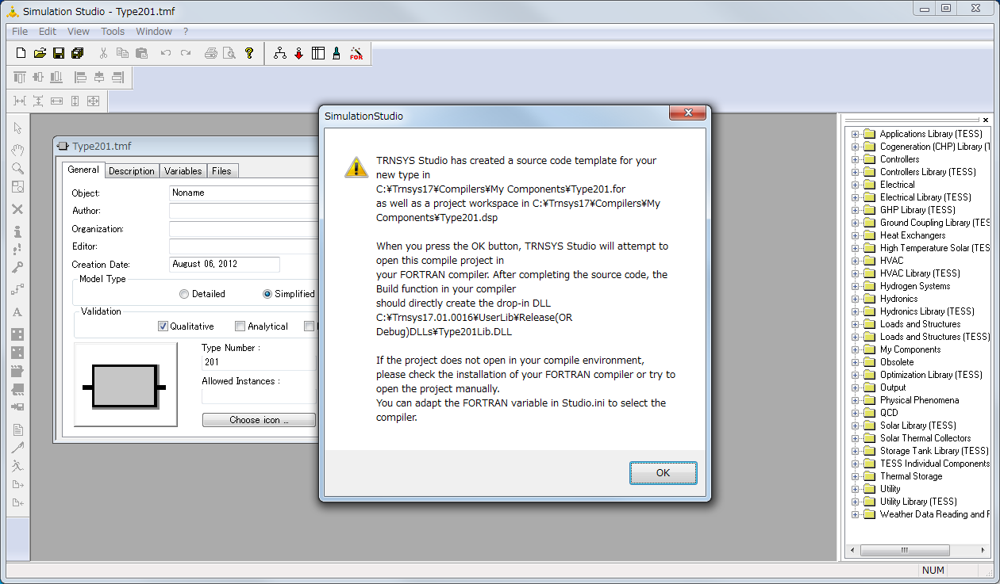 Simulation Studio - Type201.tmf
File Edit View Tools Window ?
FOR
Type201.tmf
General Description Variables Files
Object: Noname
Author:
Organization:
Editor:
Creation Date: August 06, 2012
Model Type
Detailed Simplified
Validation
Qualitative Analytical
Type Number :
201
Allowed Instances :
Choose icon ...
SimulationStudio
TRNSYS Studio has created a source code template for your
new type in
C:¥Trnsys17¥Compilers¥My Components¥Type201.for
as well as a project workspace in C:¥Trnsys17¥Compilers¥My
Components¥Type201.dsp
When you press the OK button, TRNSYS Studio will attempt to
open this compile project in
your FORTRAN compiler. After completing the source code, the
Build function in your compiler
should directly create the drop-in DLL
C:¥Trnsys17.01.0016¥UserLib¥Release(OR
Debug)DLLs¥Type201Lib.DLL
If the project does not open in your compile environment,
please check the installation of your FORTRAN compiler or try to
open the project manually.
You can adapt the FORTRAN variable in Studio.ini to select the
compiler.
OK
Applications Library (TESS)
Cogeneration (CHP) Library (T
Controllers
Controllers Library (TESS)
Electrical
Electrical Library (TESS)
GHP Library (TESS)
Ground Coupling Library (TES
Heat Exchangers
High Temperature Solar (TES
HVAC
HVAC Library (TESS)
Hydrogen Systems
Hydronics
Hydronics Library (TESS)
Loads and Structures
Loads and Structures (TESS)
My Components
Obsolete
Optimization Library (TESS)
Output
Physical Phenomena
QCD
Solar Library (TESS)
Solar Thermal Collectors
Storage Tank Library (TESS)
TESS Individual Components
Thermal Storage
Utility
Utility Library (TESS)
Weather Data Reading and F
NUM